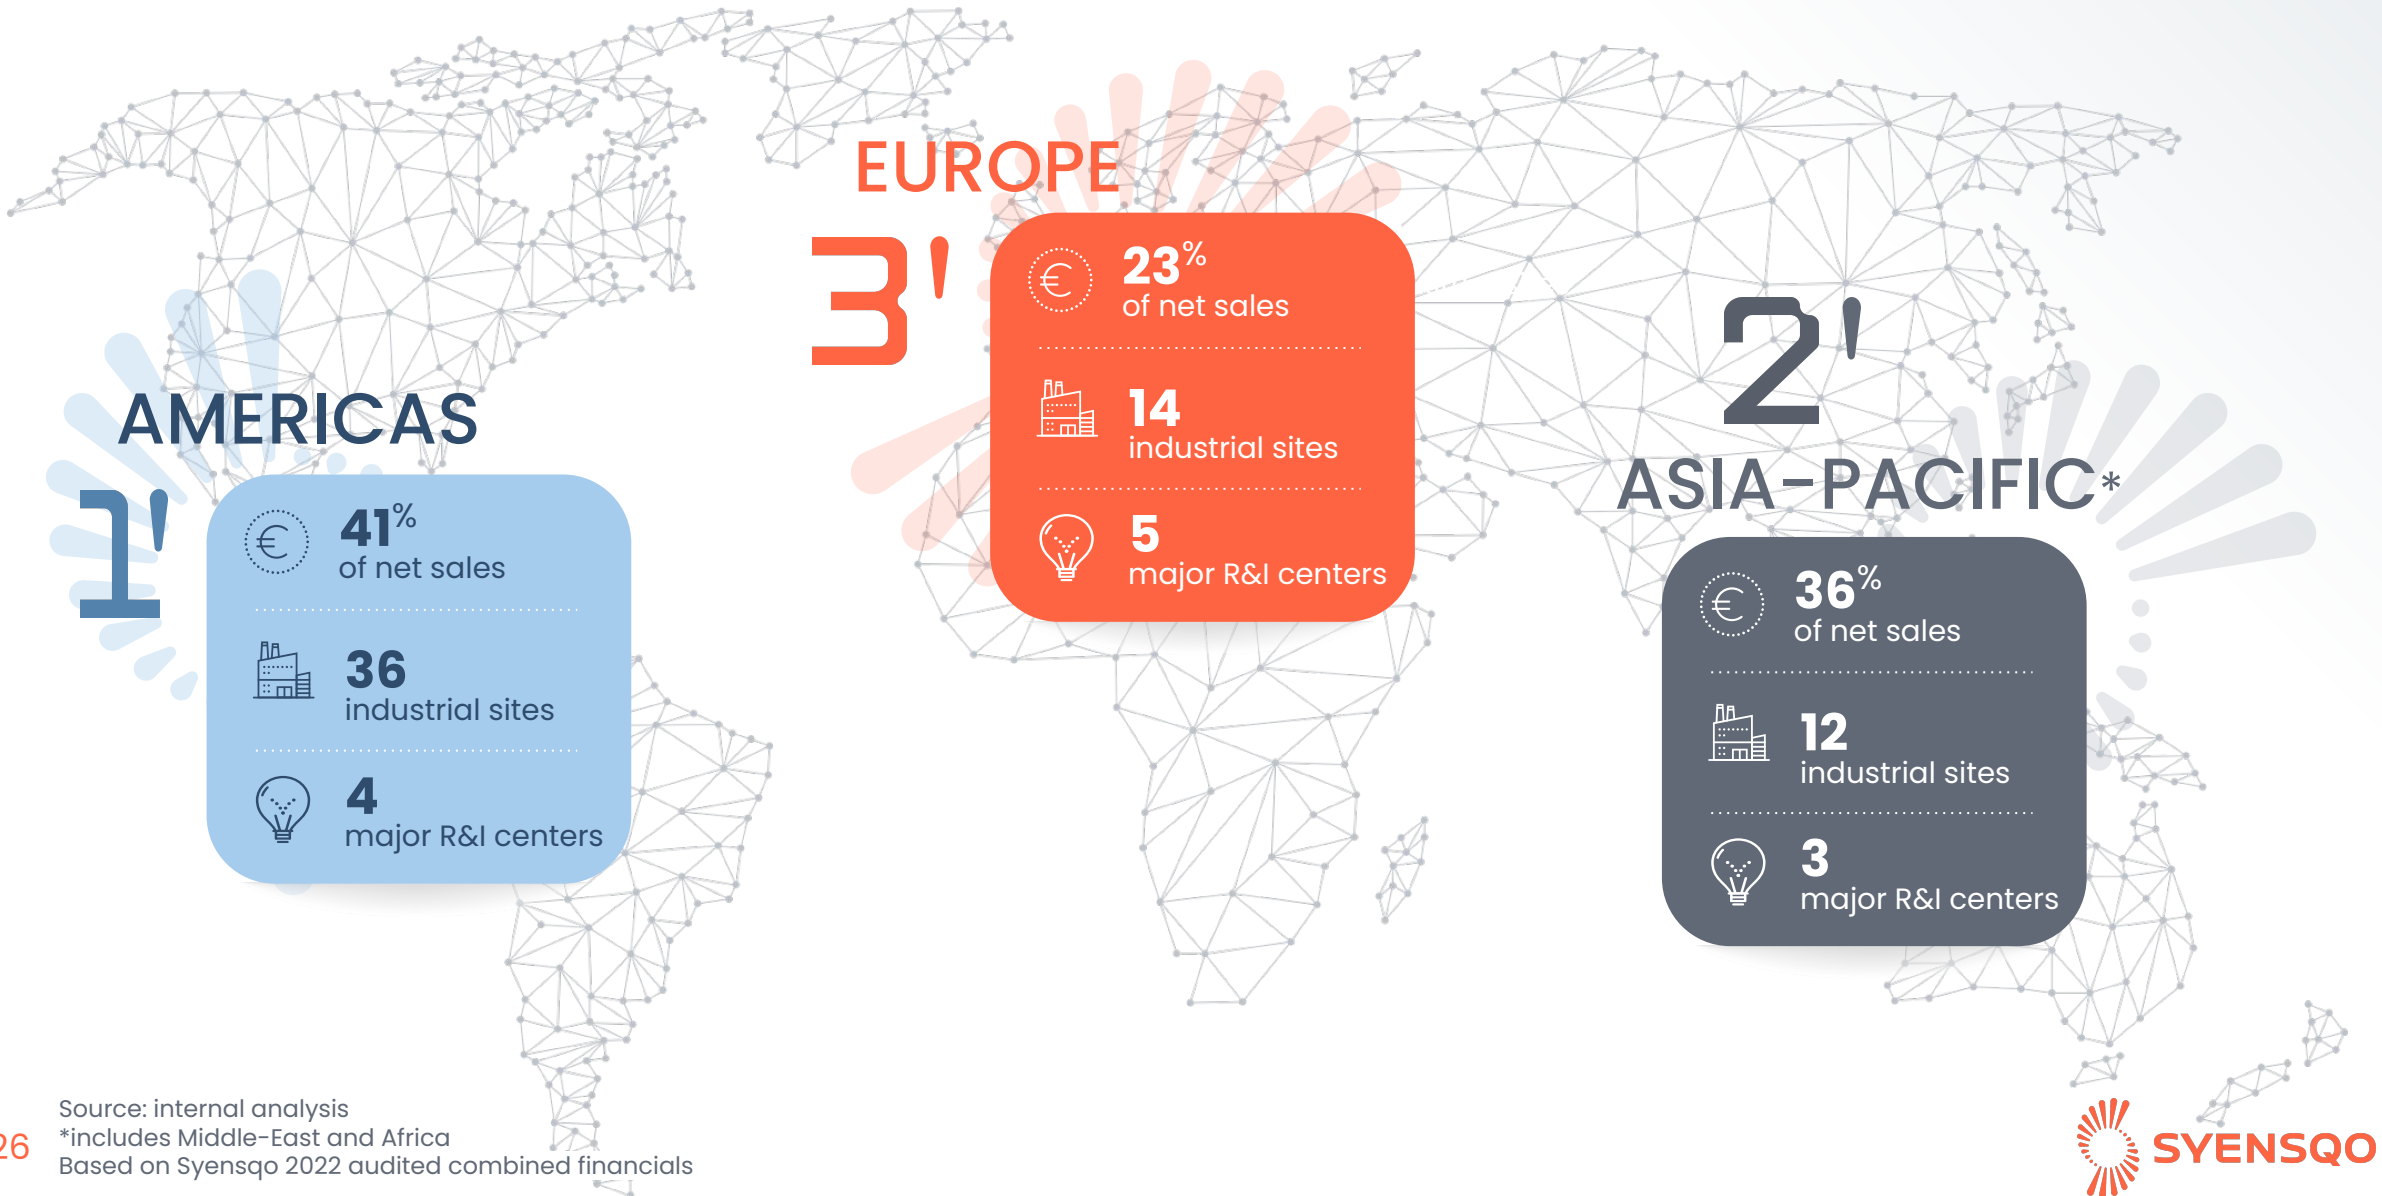 EUROPE
3'
23%
of net sales
14
industrial sites
5
major R&I centers
AMERICAS
1'
41%
of net sales
36
industrial sites
4
major R&I centers
2'
ASIA-PACIFIC*
36%
of net sales
12
industrial sites
3
major R&I centers
Source: internal analysis
*includes Middle-East and Africa
Based on Syensqo 2022 audited combined financials
26
SYENSQO